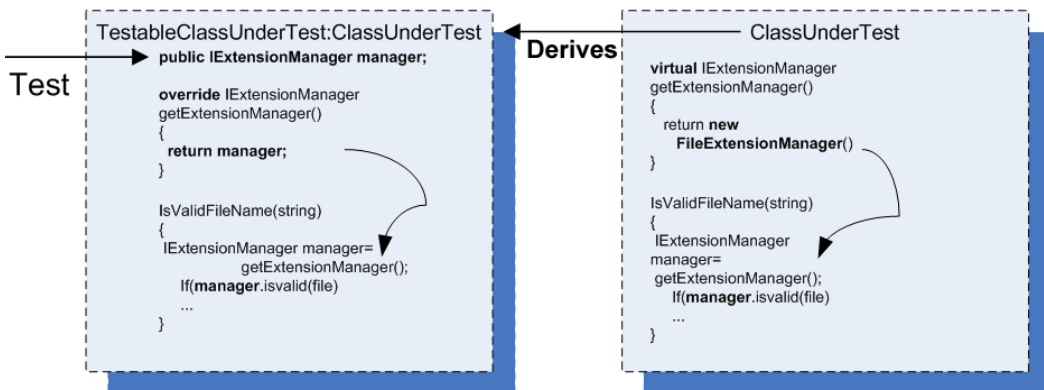 Test
TestableClassUnderTest:ClassUnderTest
public IExtensionManager manager;
override IExtensionManager
getExtensionManager()
{
return manager;
}
IsValidFileName(string)
{
IExtensionManager manager=
getExtensionManager();
If(manager.isvalid(file)
...
}
Derives
ClassUnderTest
virtual IExtensionManager
getExtensionManager()
{
return new
FileExtensionManager()
}
IsValidFileName(string)
{
IExtensionManager
manager=
getExtensionManager();
If(manager.isvalid(file)
...
}